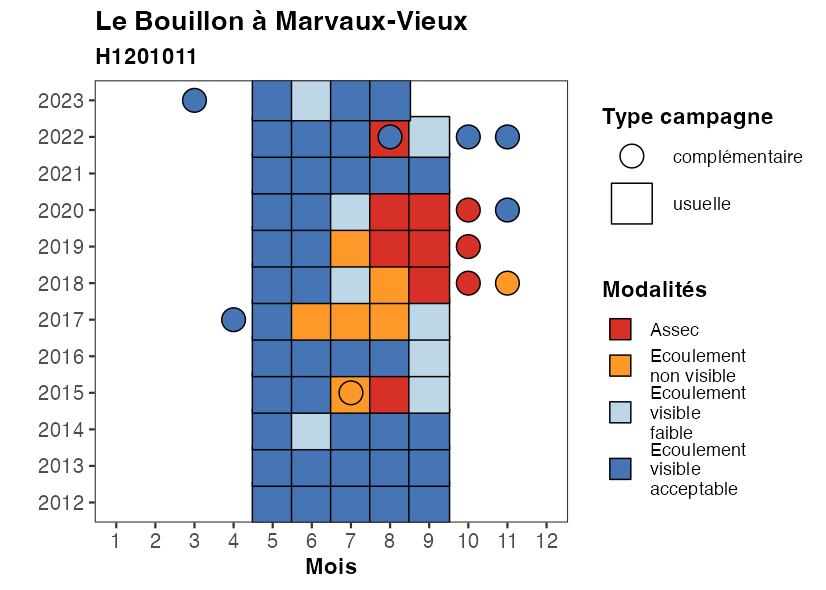 Le Bouillon à Marvaux-Vieux
H1201011
2023
2022
2021
2020
2019
2018
2017
2016
2015
2014
2013
2012
1 2 3 4 5 6 7 8 9 10 11 12
Mois
Type campagne
complémentaire
usuelle
Modalités
Assec
Ecoulement
non visible
Ecoulement
visible
faible
Ecoulement
visible
acceptable